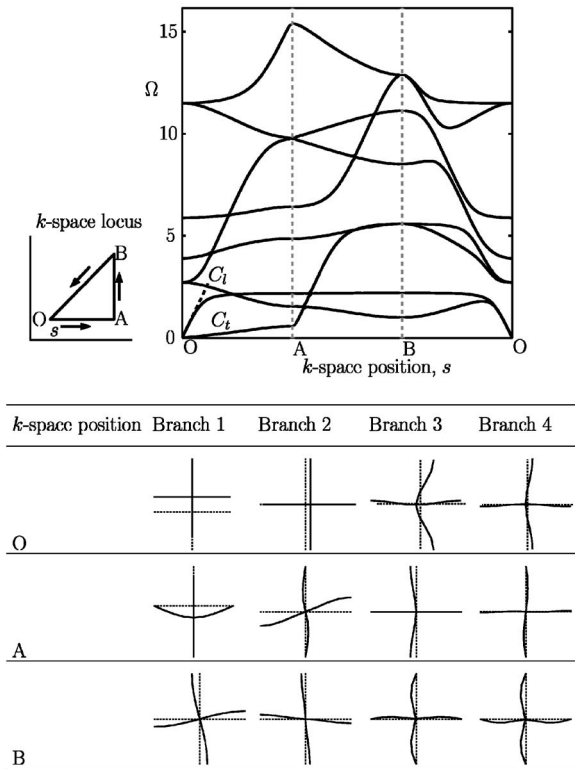 15
Ω
10
5
0
C_l
C_t
O
A
B
O
k-space position, s
k-space locus
B
O
s
A
k-space position Branch 1 Branch 2 Branch 3 Branch 4
O
A
B